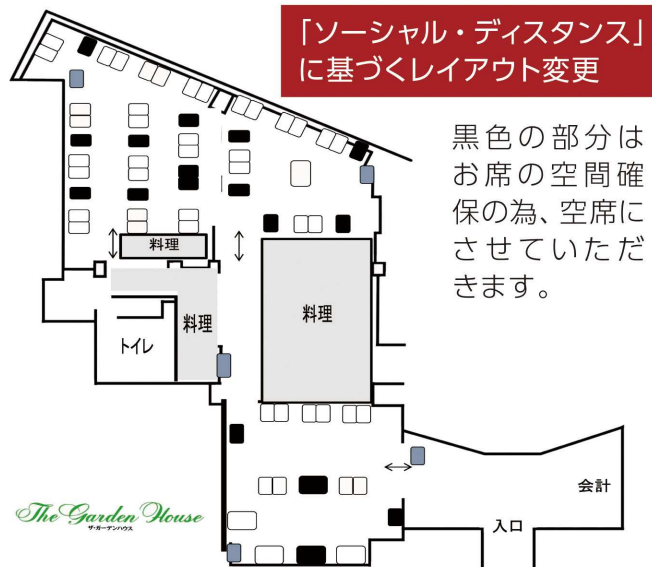 「ソーシャル・ディスタンス」
に基づくレイアウト変更
黒色の部分は
お席の空間確
保の為、空席に
させていただ
きます。
料理
料理
料理
トイレ
会計
入口
The Garden House
ザ・ガーデンハウス